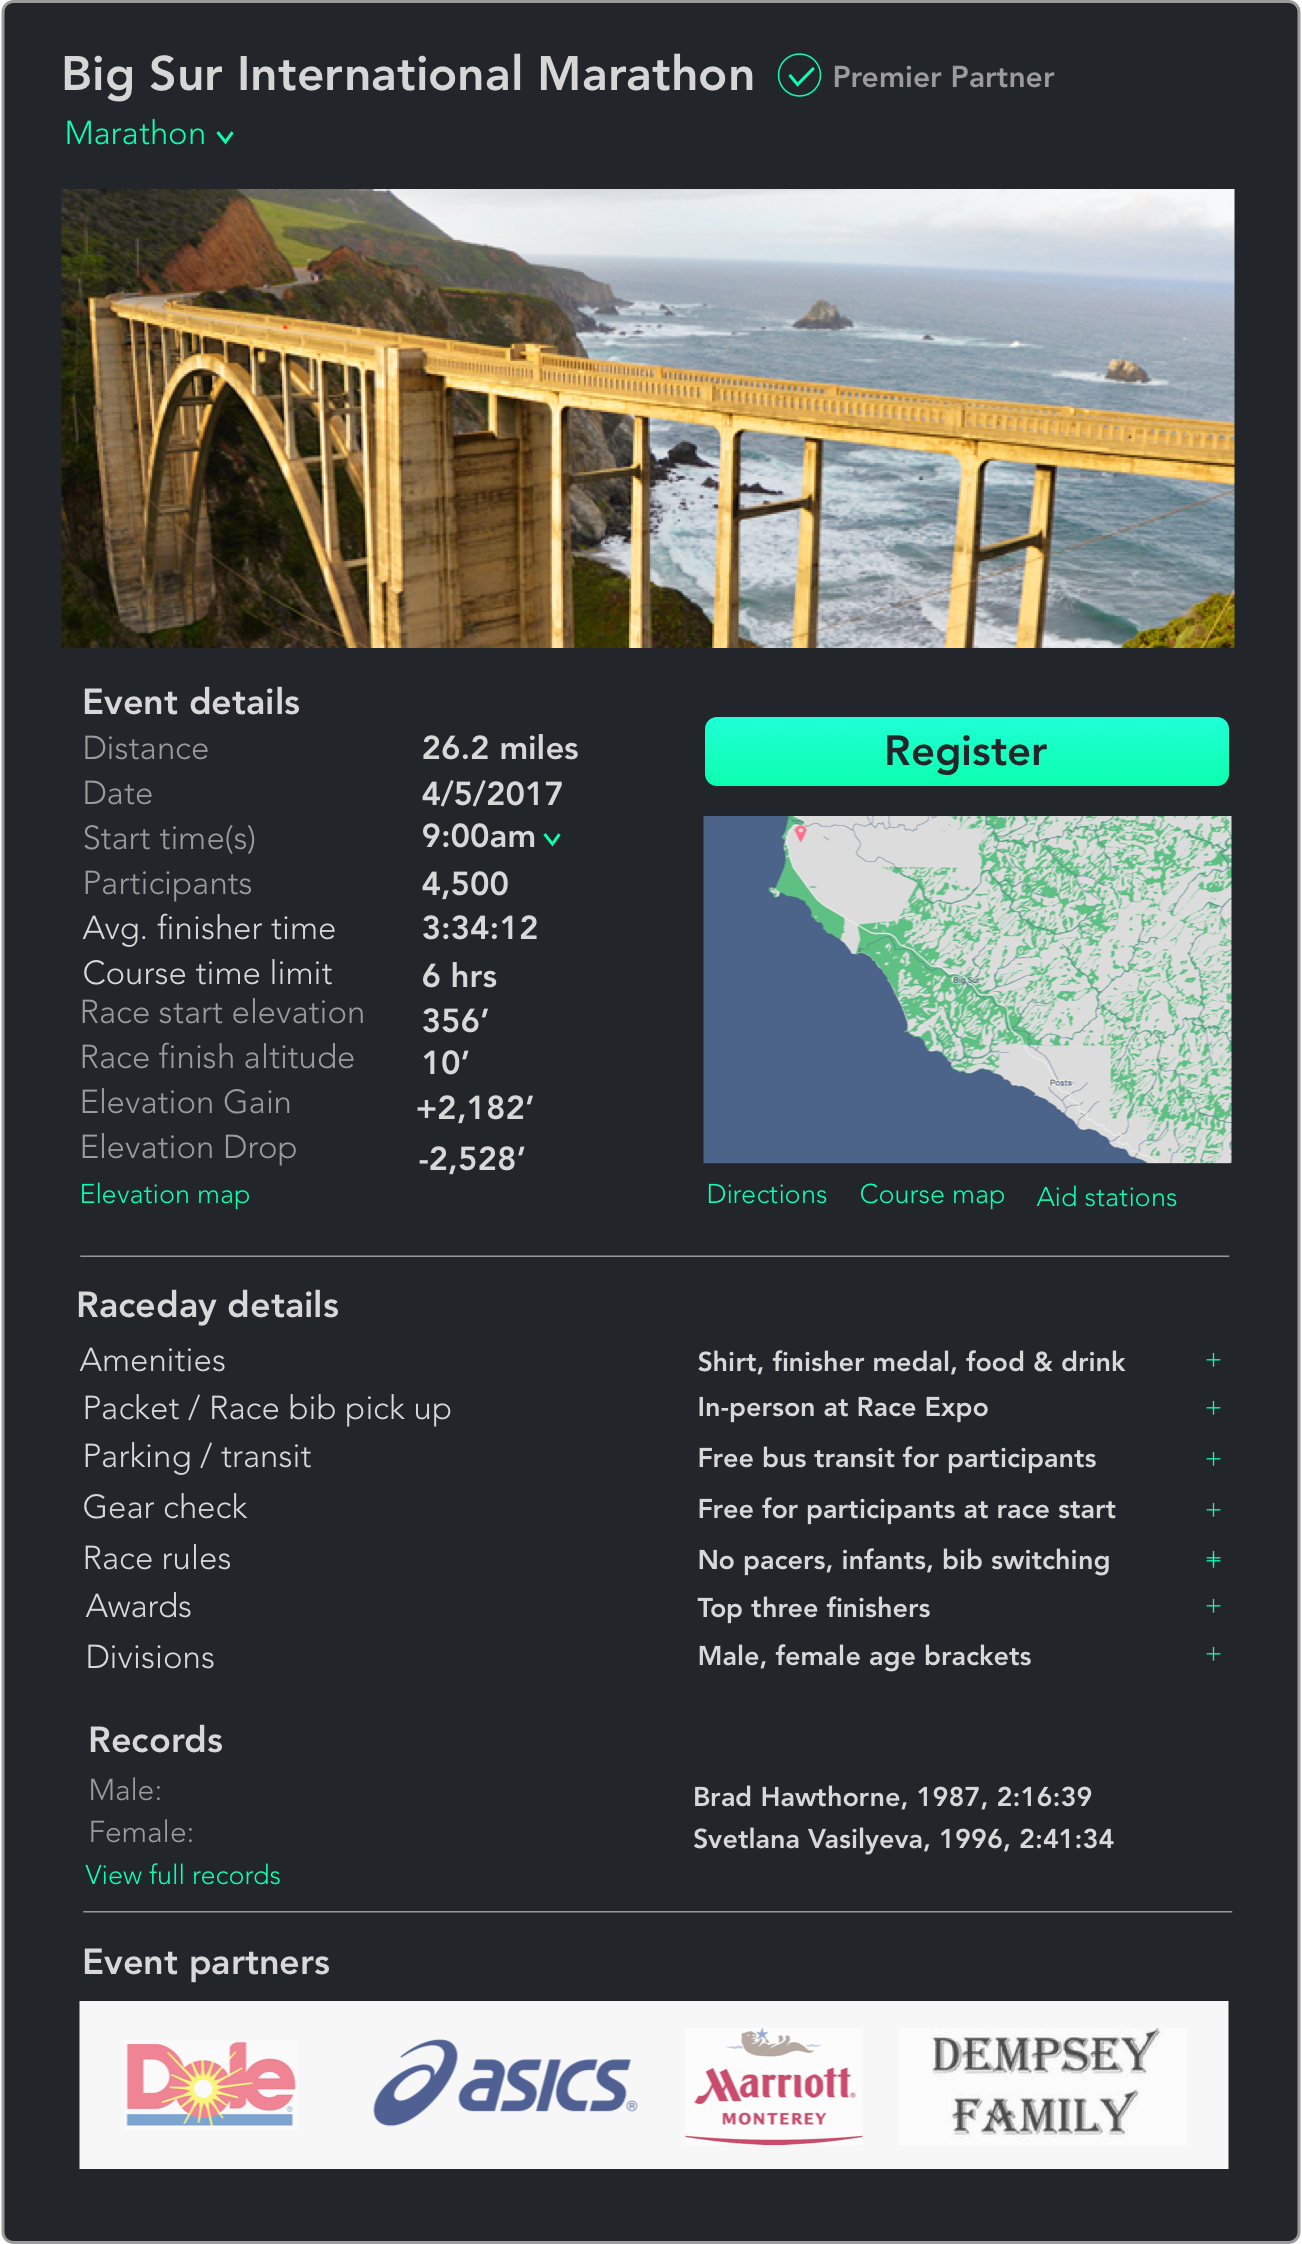 Big Sur International Marathon
Premier Partner
Marathon
Event details
Distance 26.2 miles
Date 4/5/2017
Start time(s) 9:00am
Participants 4,500
Avg. finisher time 3:34:12
Course time limit 6 hrs
Race start elevation 356’
Race finish altitude 10’
Elevation Gain +2,182’
Elevation Drop -2,528’
Elevation map
Register
Big Sur
Posts
Directions Course map Aid stations
Raceday details
Amenities Shirt, finisher medal, food & drink +
Packet / Race bib pick up In-person at Race Expo +
Parking / transit Free bus transit for participants +
Gear check Free for participants at race start +
Race rules No pacers, infants, bib switching +
Awards Top three finishers +
Divisions Male, female age brackets +
Records
Male: Brad Hawthorne, 1987, 2:16:39
Female: Svetlana Vasilyeva, 1996, 2:41:34
View full records
Event partners
Dole®
asics®
Marriott®
MONTEREY
DEMPSEY
FAMILY